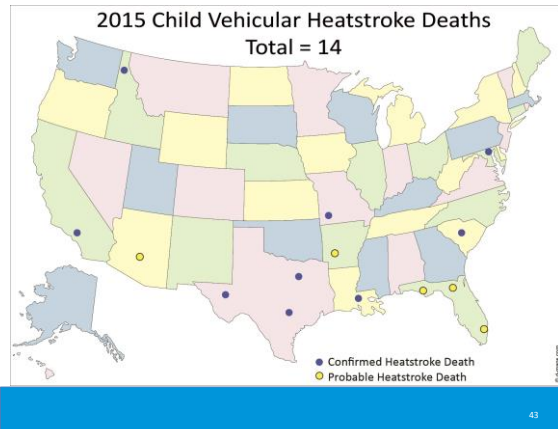 2015 Child Vehicular Heatstroke Deaths
Total = 14
Confirmed Heatstroke Death
Probable Heatstroke Death
43